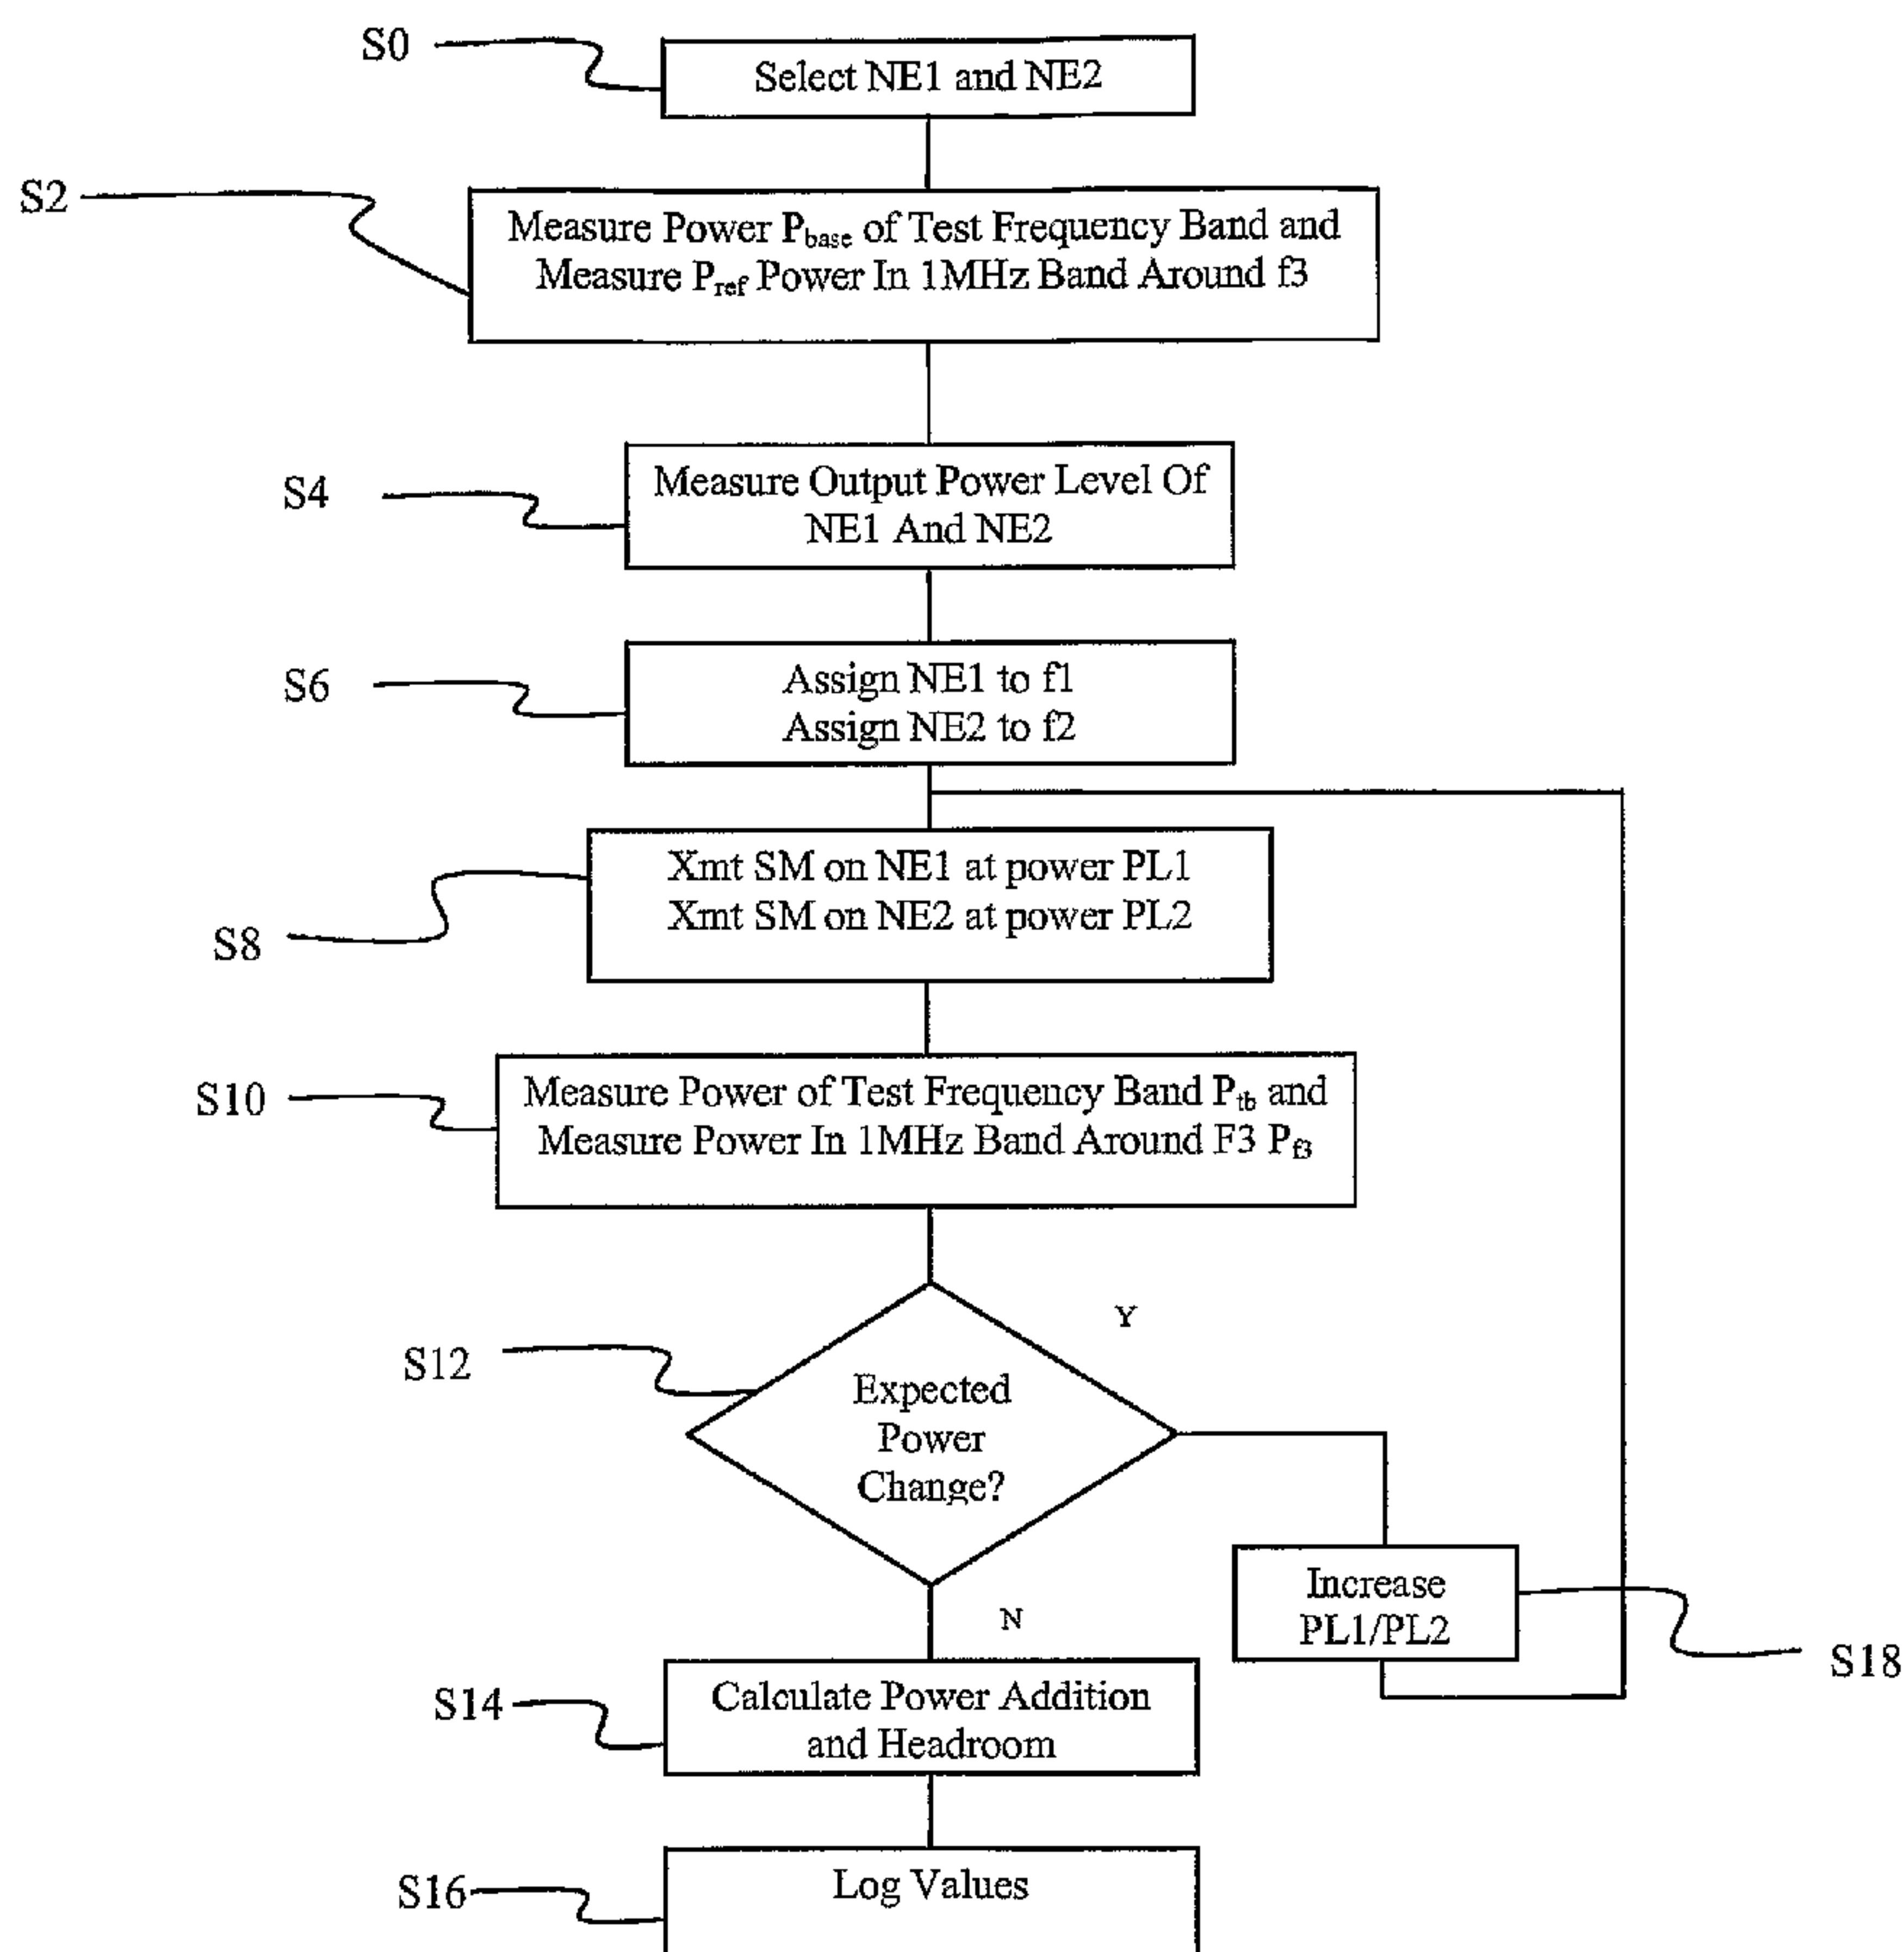 S0
Select NE1 and NE2
S2
Measure Power Pbase of Test Frequency Band and
Measure Pref Power In 1MHz Band Around f3
S4
Measure Output Power Level Of
NE1 And NE2
S6
Assign NE1 to f1
Assign NE2 to f2
S8
Xmt SM on NE1 at power PL1
Xmt SM on NE2 at power PL2
S10
Measure Power of Test Frequency Band Ptb and
Measure Power In 1MHz Band Around F3 Pf3
Y
S12
Expected
Power
Change?
N
Increase
PL1/PL2
S18
S14
Calculate Power Addition
and Headroom
S16
Log Values